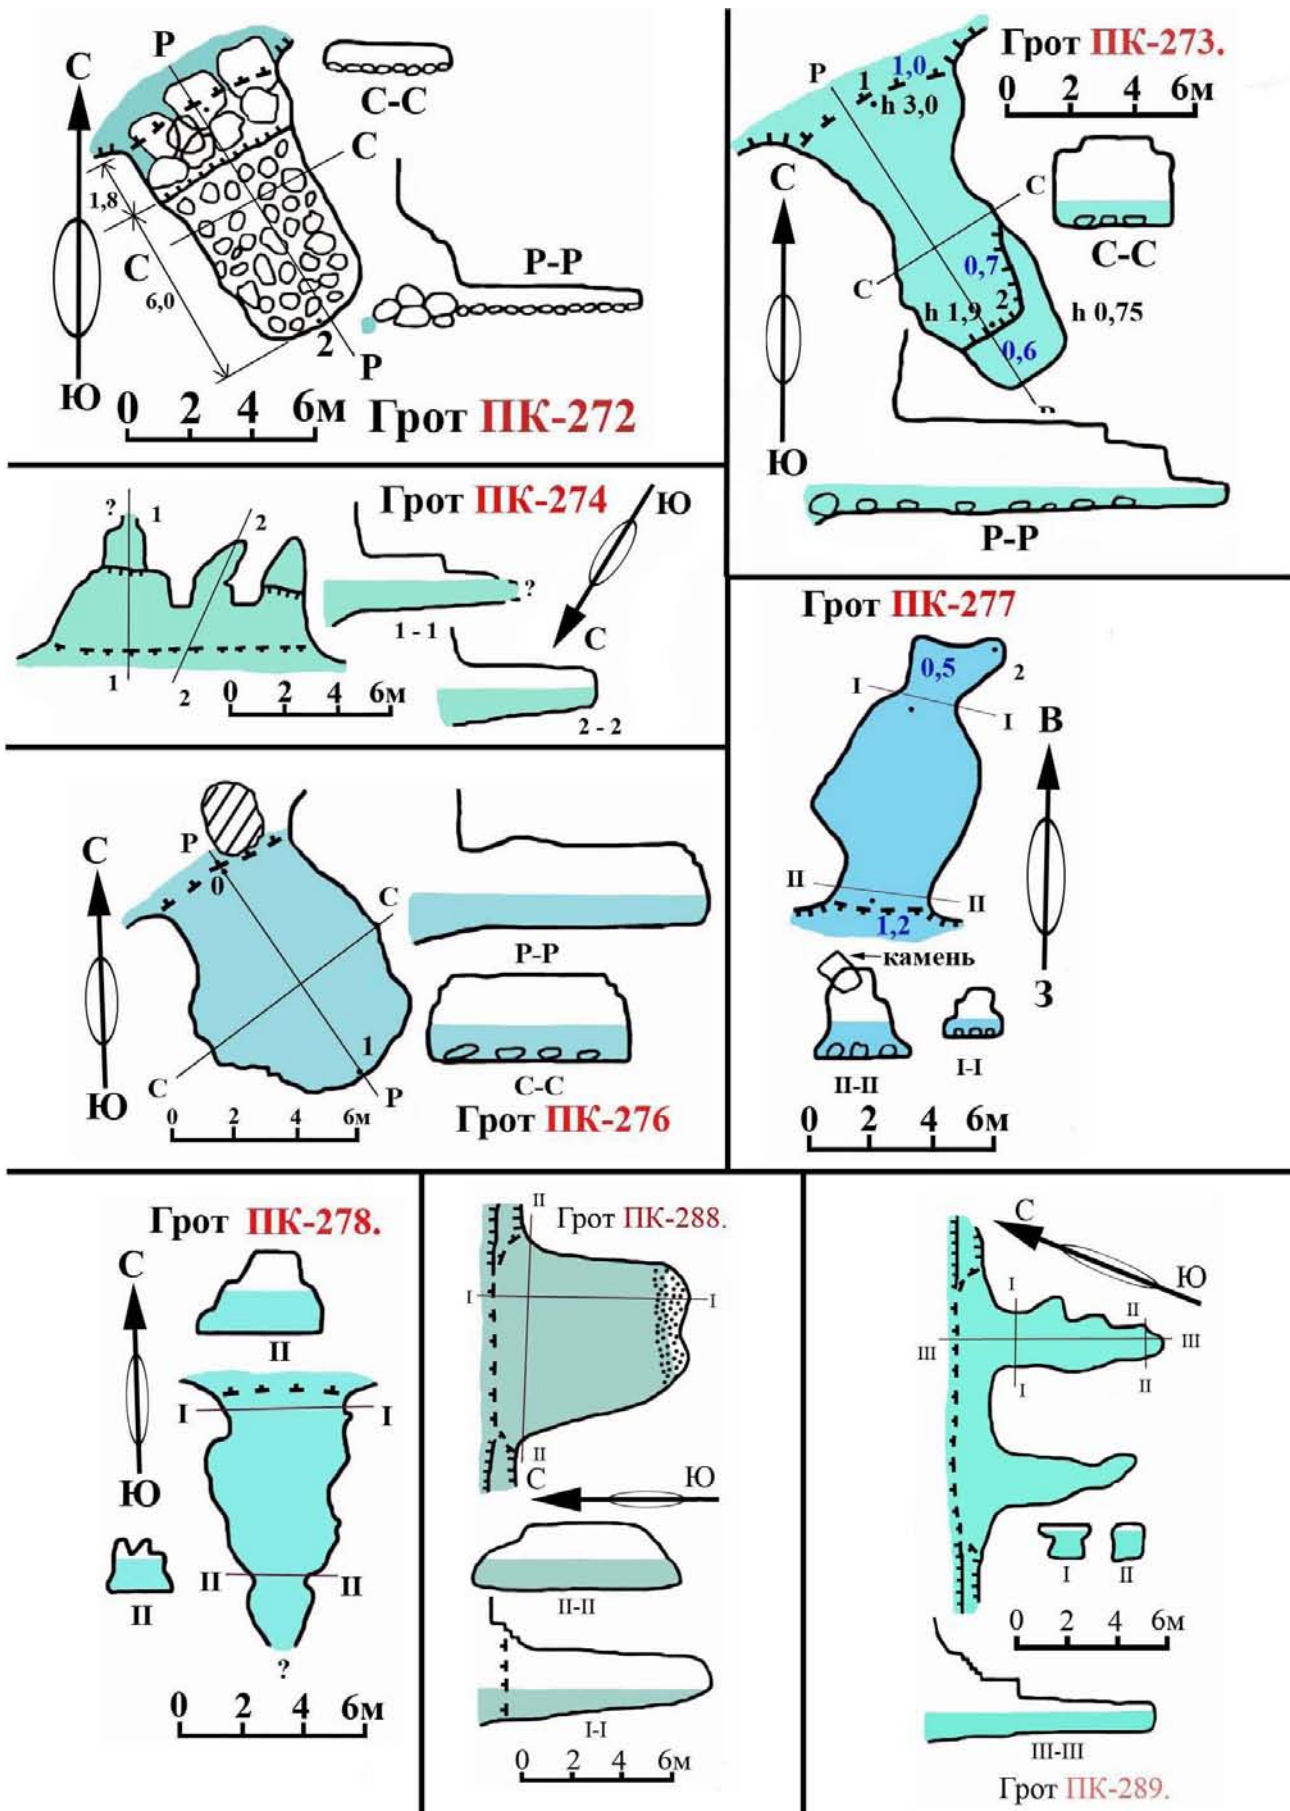 Грот ПК-272
С
Ю
Р
С-С
С
1,8
С
6,0
2
Р
Р-Р
0 2 4 6м
Грот ПК-273.
0 2 4 6м
Р
1
1,0
h 3,0
С
Ю
С
С
С-С
0,7
2
h 1,9
h 0,75
0,6
Р
Р-Р
Грот ПК-274
? 1
2
1
2
0 2 4 6м
?
1 - 1
2 - 2
Ю
С
Грот ПК-277
0,5
2
I
I
II
II
1,2
В
З
камень
II-II
I-I
0 2 4 6м
С
Ю
Р
0
С
С
1
Р
Р-Р
С-С
0 2 4 6м
Грот ПК-276
Грот ПК-278.
С
Ю
II
I I
II II
II
?
0 2 4 6м
Грот ПК-288.
II
I I
II
С Ю
II-II
I-I
0 2 4 6м
С
Ю
I
II
III III
I
II
I II
0 2 4 6м
III-III
Грот ПК-289.